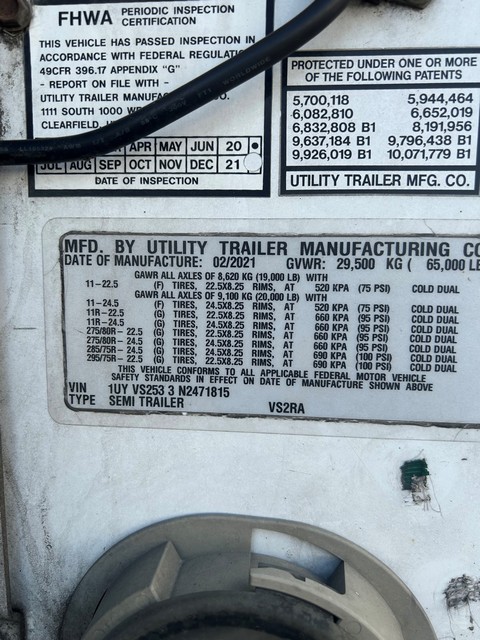 FHWA PERIODIC INSPECTION CERTIFICATION
THIS VEHICLE HAS PASSED INSPECTION IN
ACCORDANCE WITH FEDERAL
49CFR 396.17 APPENDIX "G"
- REPORT ON FILE WITH -
UTILITY TRAILER CO.
1111 SOUTH 1000
CLEARFIELD,
APR MAY JUN 20
JUL AUG SEP OCT NOV DEC 21
DATE OF INSPECTION
PROTECTED UNDER ONE OR MORE
OF THE FOLLOWING PATENTS
5,700,118 5,944,464
6,082,810 6,652,019
6,832,808 B1 8,191,956
9,637,184 B1 9,796,438 B1
9,926,019 B1 10,071,779 B1
UTILITY TRAILER MFG. CO.
MFD. BY UTILITY TRAILER MANUFACTURING
DATE OF MANUFACTURE: 02/2021 GVWR: 29,500 KG ( 65,000
GAWR ALL AXLES OF 8,620 KG (19,000 LB) WITH
11-22.5 (F) TIRES, 22.5X8.25 RIMS, AT 520 KPA (75 PSI) COLD DUAL
GAWR ALL AXLES OF 9,100 KG (20,000 LB) WITH
11-24.5 (F) TIRES, 24.5X8.25 RIMS, AT 520 KPA (75 PSI) COLD DUAL
11R-22.5 (G) TIRES, 22.5X8.25 RIMS, AT 660 KPA (95 PSI) COLD DUAL
11R-24.5 (G) TIRES, 24.5X8.25 RIMS, AT 660 KPA (95 PSI) COLD DUAL
275/80R - 22.5 (G) TIRES, 22.5X8.25 RIMS, AT 660 KPA (95 PSI) COLD DUAL
275/80R - 24.5 (G) TIRES, 24.5X8.25 RIMS, AT 660 KPA (95 PSI) COLD DUAL
285/75R - 24.5 (G) TIRES, 24.5X8.25 RIMS, AT 690 KPA (100 PSI) COLD DUAL
295/75R - 22.5 (G) TIRES, 22.5X8.25 RIMS, AT 690 KPA (100 PSI) COLD DUAL
THIS VEHICLE CONFORMS TO ALL APPLICABLE FEDERAL MOTOR VEHICLE
SAFETY STANDARDS IN EFFECT ON DATE OF MANUFACTURE SHOWN ABOVE
VIN 1UY VS253 3 N2471815
TYPE SEMI TRAILER VS2RA